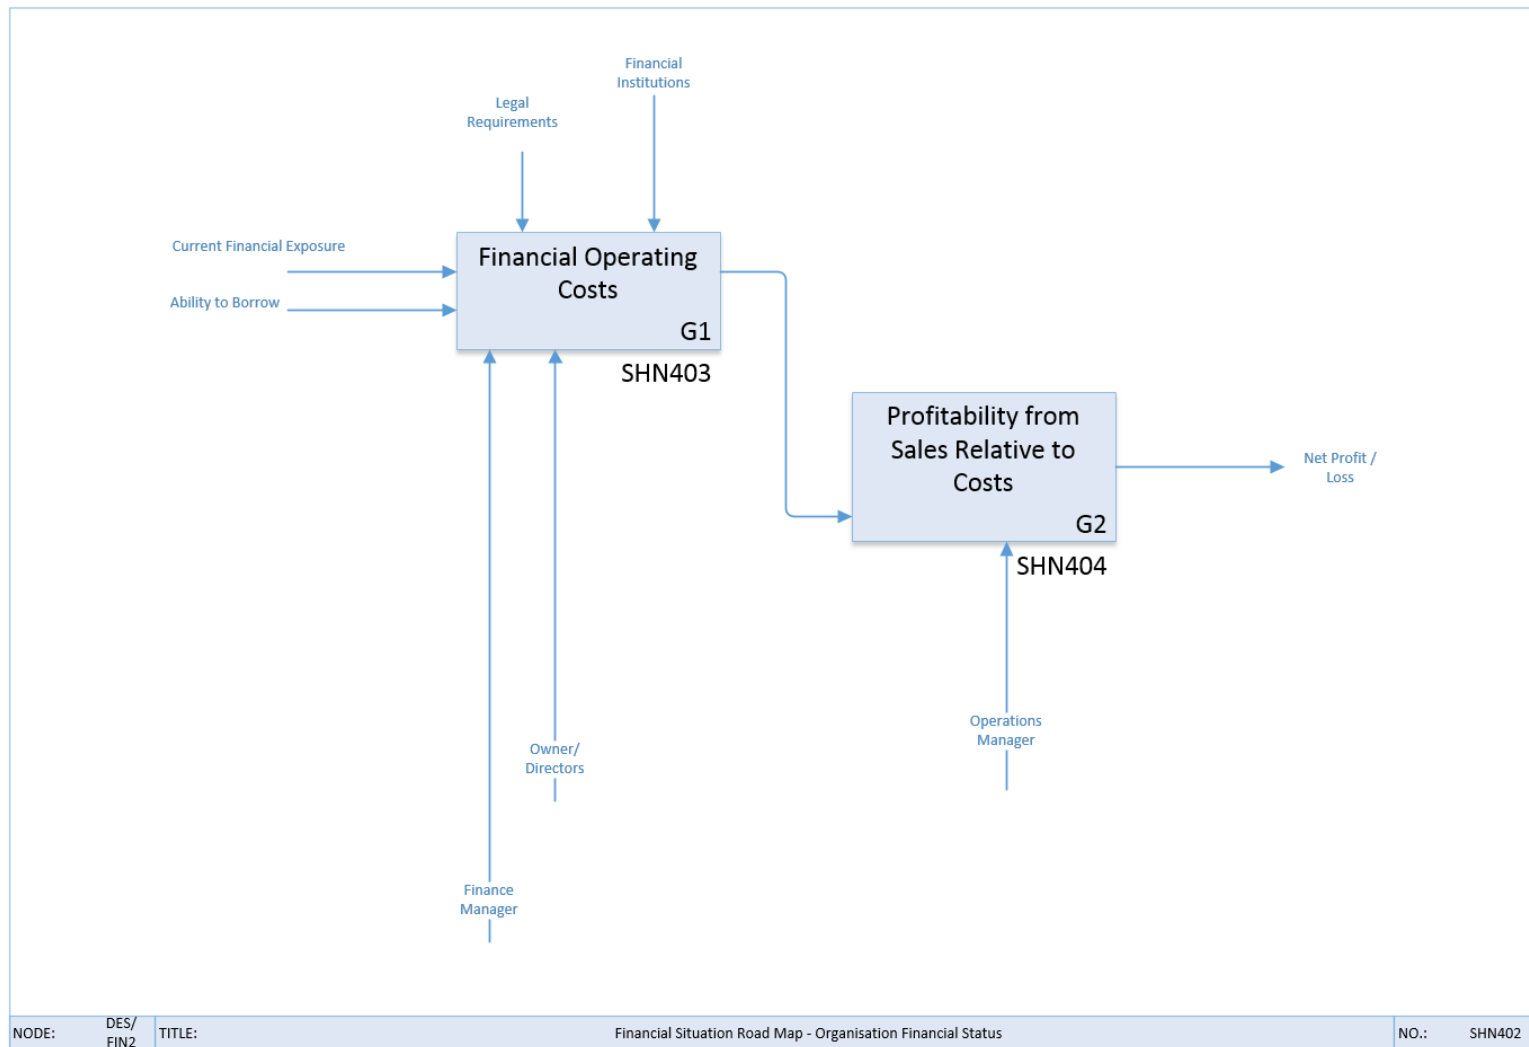 Financial
Institutions
Legal
Requirements
Current Financial Exposure
Ability to Borrow
Financial Operating
Costs
G1
SHN403
Profitability from
Sales Relative to
Costs
G2
SHN404
Net Profit /
Loss
Operations
Manager
Owner/
Directors
Finance
Manager
NODE:
DES/
FIN2
TITLE:
Financial Situation Road Map - Organisation Financial Status
NO.:
SHN402